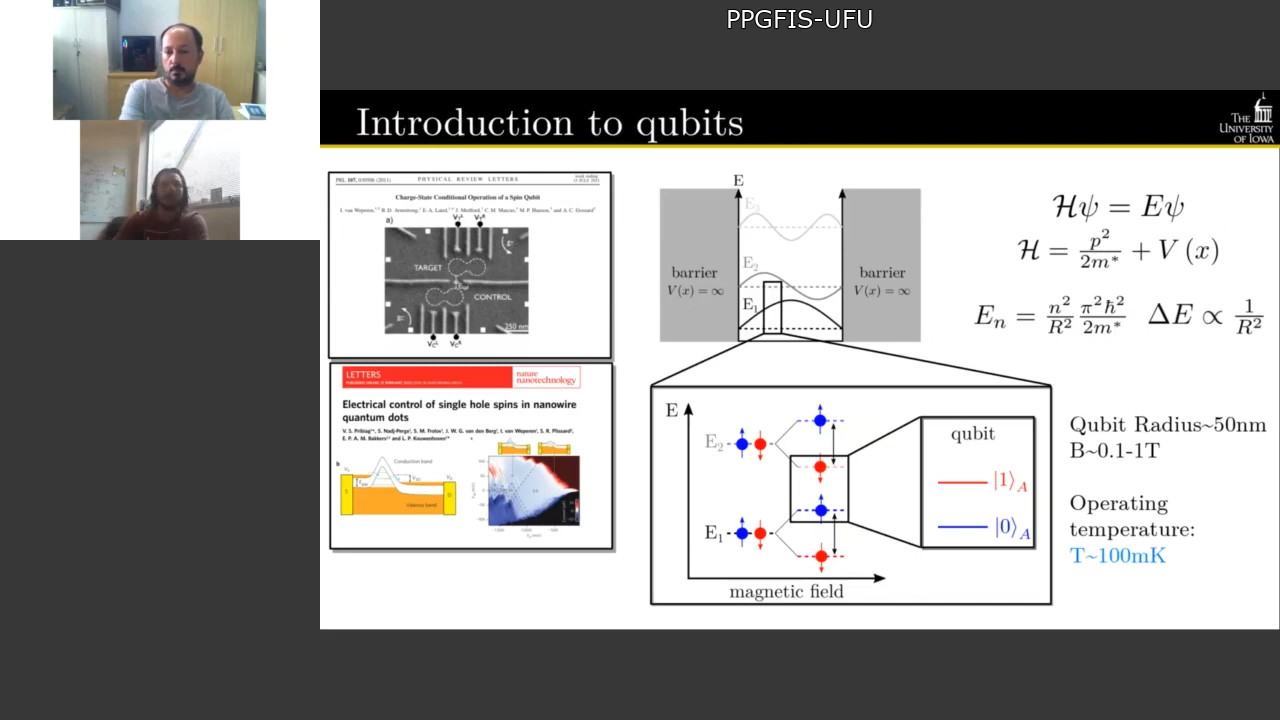 PPGFIS-UFU
Introduction to qubits
THE
UNIVERSITY
OF IOWA
PHYSICAL REVIEW LETTERS
Charge-State Conditional Operation of a Spin Qubit
a)
TARGET
CONTROL
250 nm
LETTERS
nature
nanotechnology
Electrical control of single hole spins in nanowire
quantum dots
b
Conduction band
Valence band
E
E₃
E₂
E₁
barrier
V(x) = ∞
barrier
V(x) = ∞
ℋψ = Eψ
ℋ = p²/2m* + V (x)
Eₙ = n²/R² π²ħ²/2m* ΔE ∝ 1/R²
E
E₂
E₁
magnetic field
qubit
|1⟩A
|0⟩A
Qubit Radius~50nm
B~0.1-1T
Operating
temperature:
T~100mK